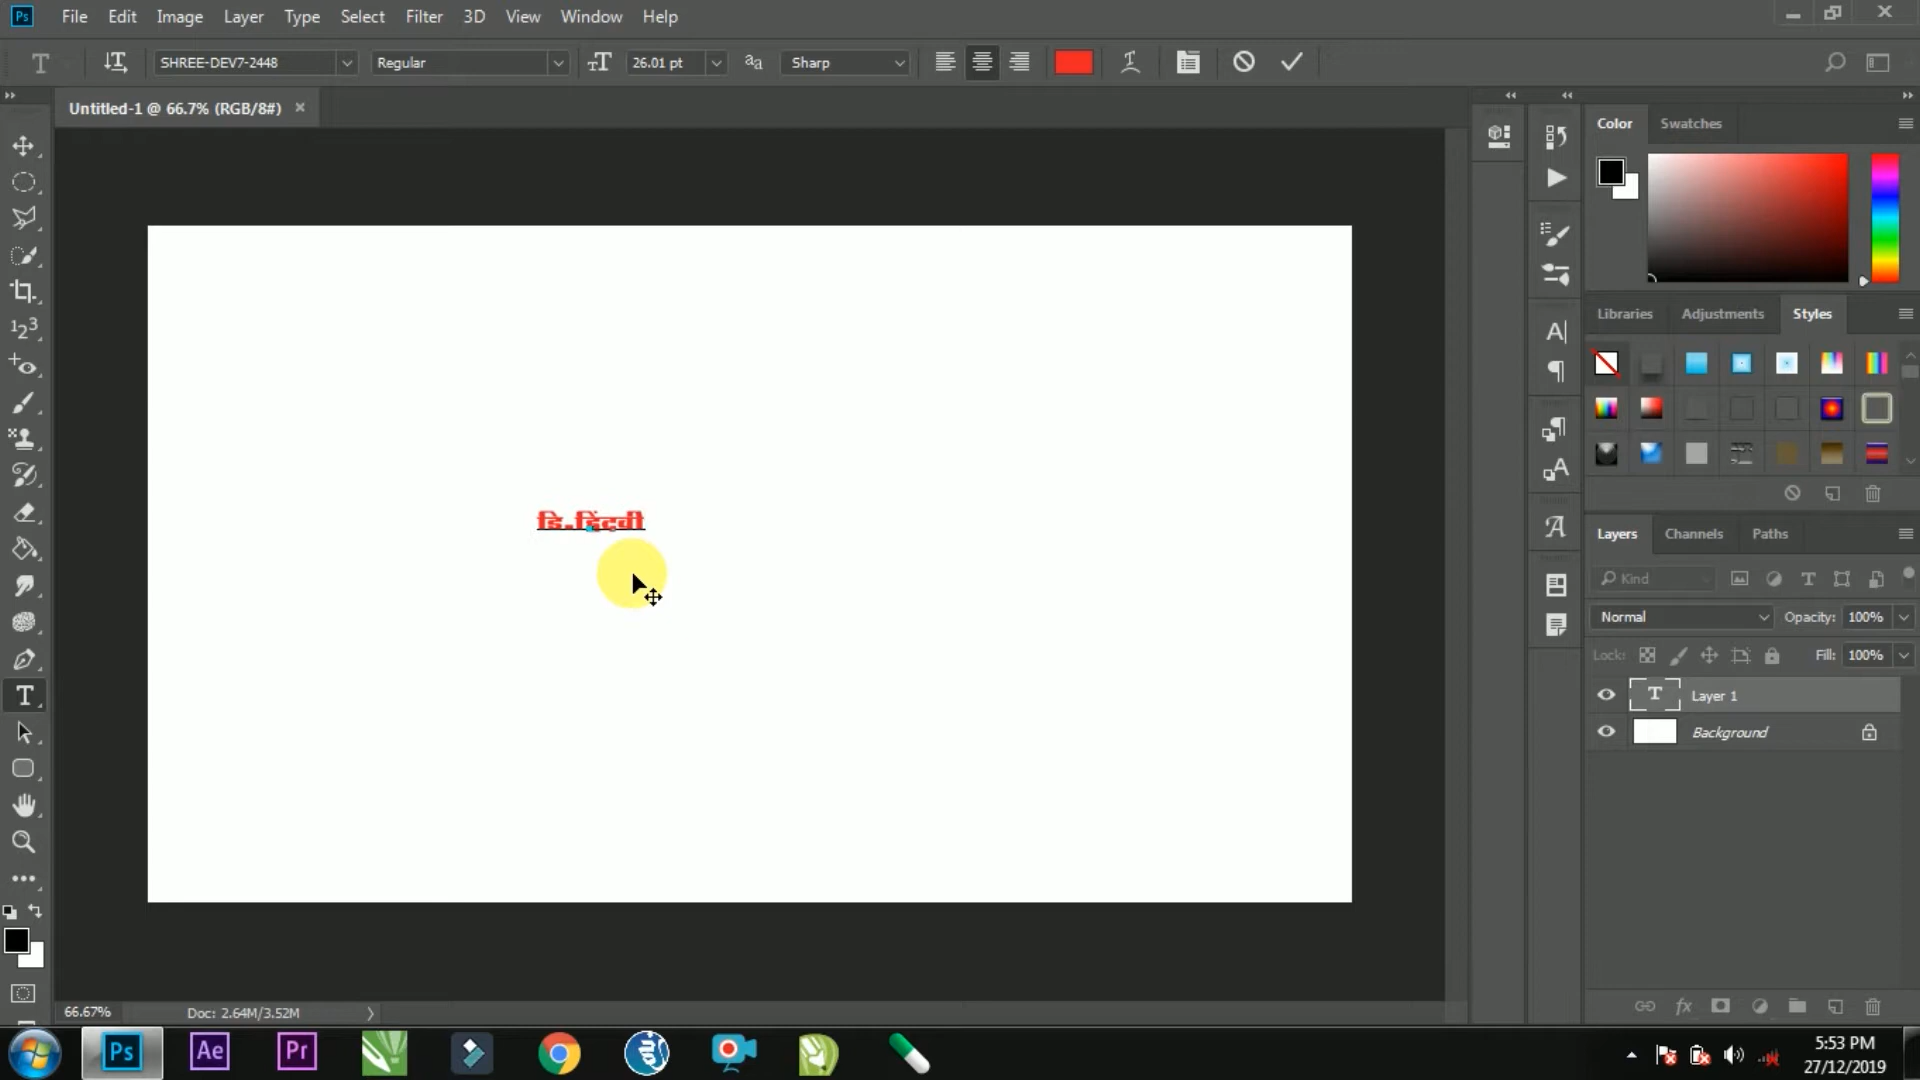 Ps File Edit Image Layer Type Select Filter 3D View Window Help
SHREE-DEV7-2448 Regular 26.01 pt Sharp
Untitled-1 @ 66.7% (RGB/8#)
Color Swatches
Libraries Adjustments Styles
Layers Channels Paths
Kind
Normal Opacity: 100%
Lock: Fill: 100%
T Layer 1
Background
66.67% Doc: 2.64M/3.52M
Ps Ae Pr
5:53 PM
27/12/2019